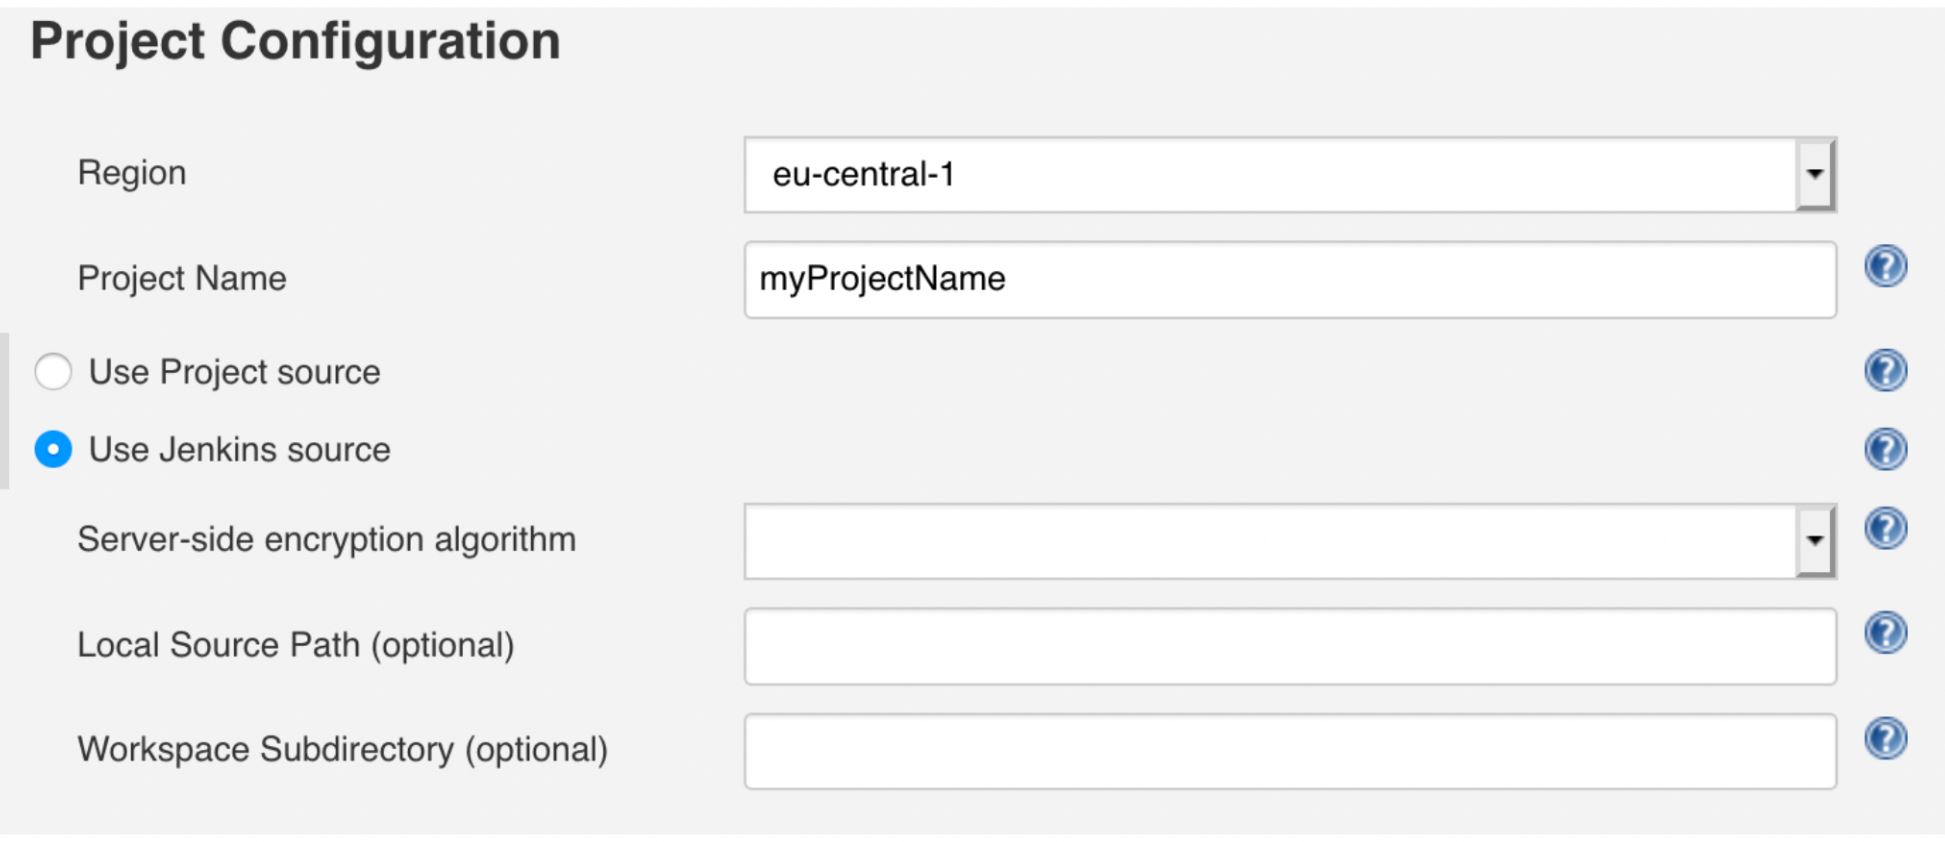 Project Configuration
Region
eu-central-1
Project Name
myProjectName
Use Project source
Use Jenkins source
Server-side encryption algorithm
Local Source Path (optional)
Workspace Subdirectory (optional)